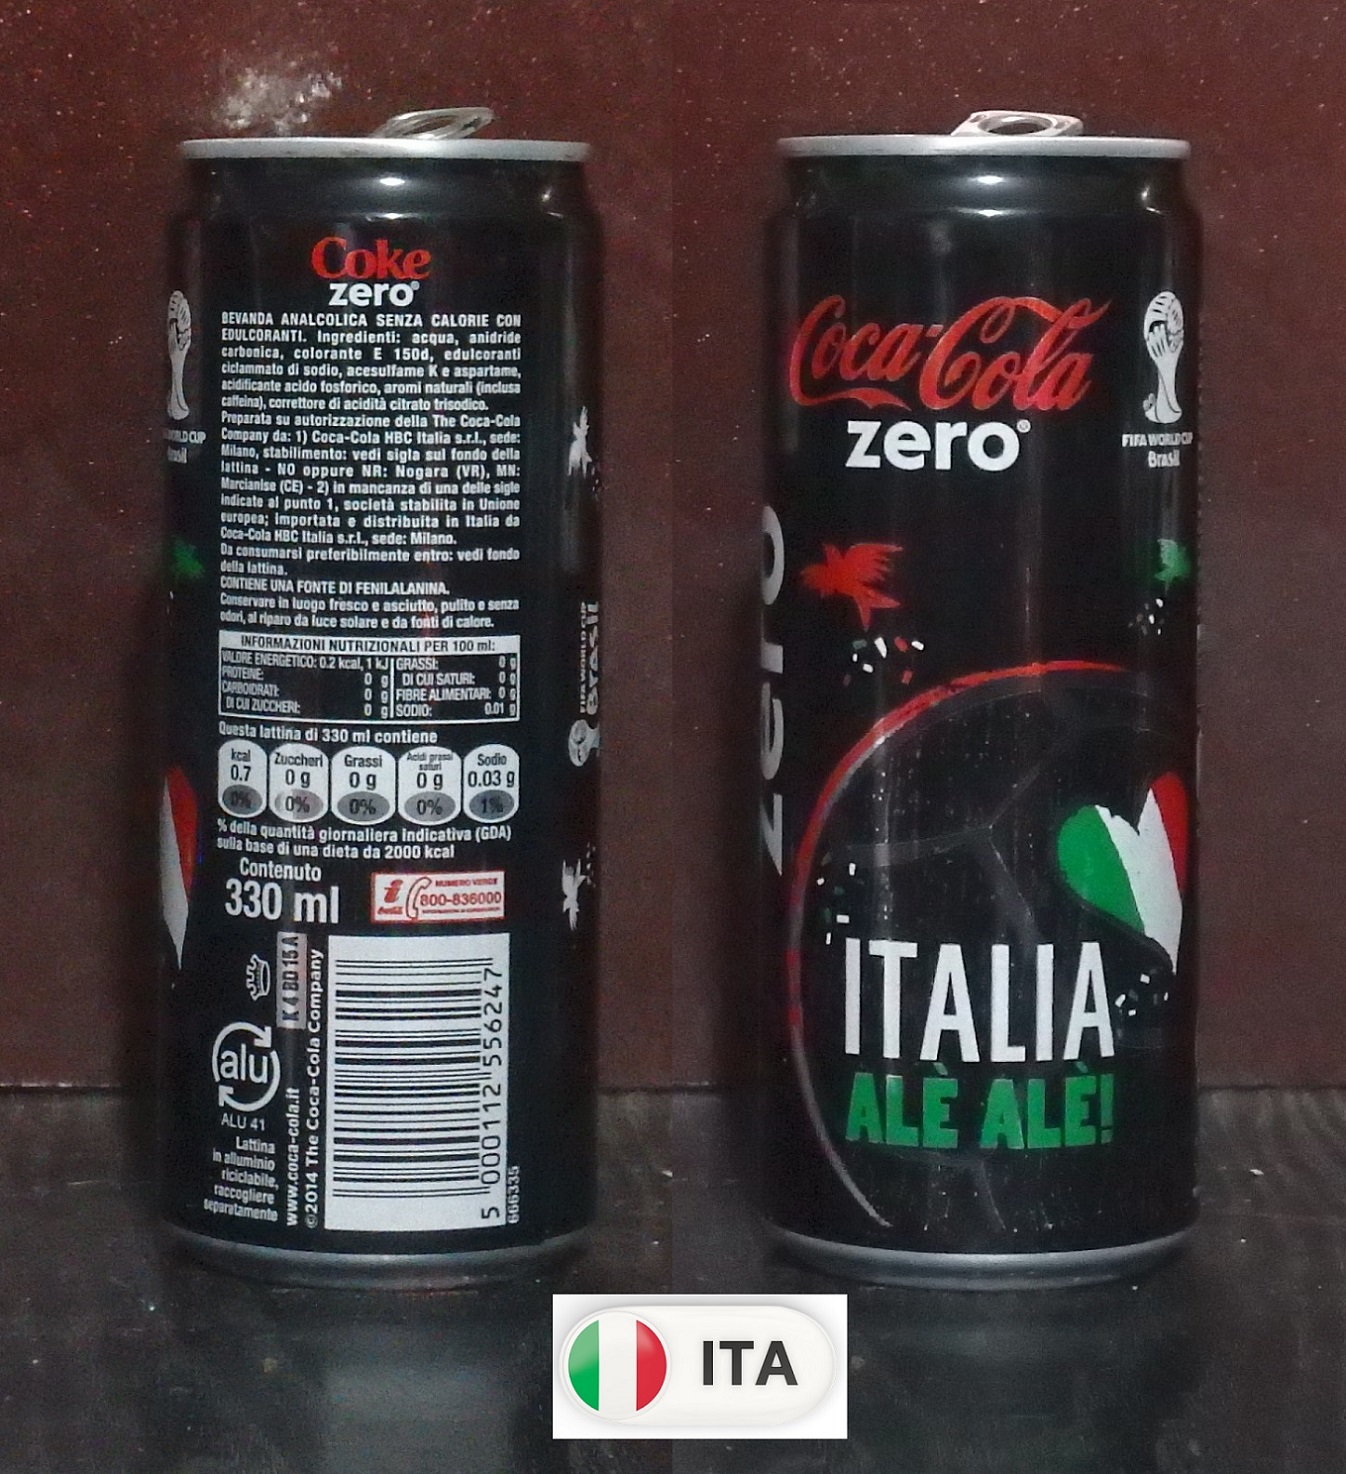 Coke
zero®
BEVANDA ANALCOLICA SENZA CALORIE CON
EDULCORANTI. Ingredienti: acqua, anidride
carbonica, colorante E 150d, edulcoranti
ciclammato di sodio, acesulfame K e aspartame,
acidificante acido fosforico, aromi naturali (inclusa
caffeina), correttore di acidità citrato trisodico.
Preparata su autorizzazione della The Coca-Cola
Company da: 1) Coca-Cola HBC Italia s.r.l., sede:
Milano, stabilimento: vedi sigla sul fondo della
lattina - NO oppure NR: Nogara (VR), MN:
Marcianise (CE) - 2) in mancanza di una delle sigle
indicate al punto 1, società stabilita in Unione
europea; importata e distribuita in Italia da
Coca-Cola HBC Italia s.r.l., sede: Milano.
Da consumarsi preferibilmente entro: vedi fondo
della lattina.
CONTIENE UNA FONTE DI FENILALANINA.
Conservare in luogo fresco e asciutto, pulito e senza
odori, al riparo da luce solare e da fonti di calore.
INFORMAZIONI NUTRIZIONALI PER 100 ml:
VALORE ENERGETICO: 0.2 kcal, 1 kJ
PROTEINE: 0 g
CARBOIDRATI: 0 g
DI CUI ZUCCHERI: 0 g
GRASSI: 0 g
DI CUI SATURI: 0 g
FIBRE ALIMENTARI: 0 g
SODIO: 0.01 g
Questa lattina di 330 ml contiene
kcal 0.7 0%
Zuccheri 0 g 0%
Grassi 0 g 0%
Acidi grassi saturi 0 g 0%
Sodio 0.03 g 1%
% della quantità giornaliera indicativa (GDA)
sulla base di una dieta da 2000 kcal
Contenuto
330 ml
NUMERO VERDE
800-836000
K 4 BD 15 A
alu
ALU 41
Lattina
in alluminio
riciclabile,
raccogliere
separatamente
www.coca-cola.it
©2014 The Coca-Cola Company
5 000112 556247
666335
WORLD CUP
Brasil
FIFA WORLD CUP
Brasil
Coca-Cola
zero®
FIFA WORLD CUP
Brasil
zero
ITALIA
ALÈ ALÈ!
ITA